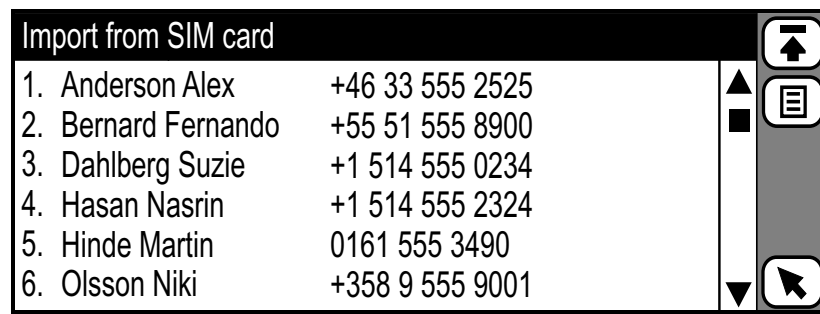 Import from SIM card
1. Anderson Alex +46 33 555 2525
2. Bernard Fernando +55 51 555 8900
3. Dahlberg Suzie +1 514 555 0234
4. Hasan Nasrin +1 514 555 2324
5. Hinde Martin 0161 555 3490
6. Olsson Niki +358 9 555 9001